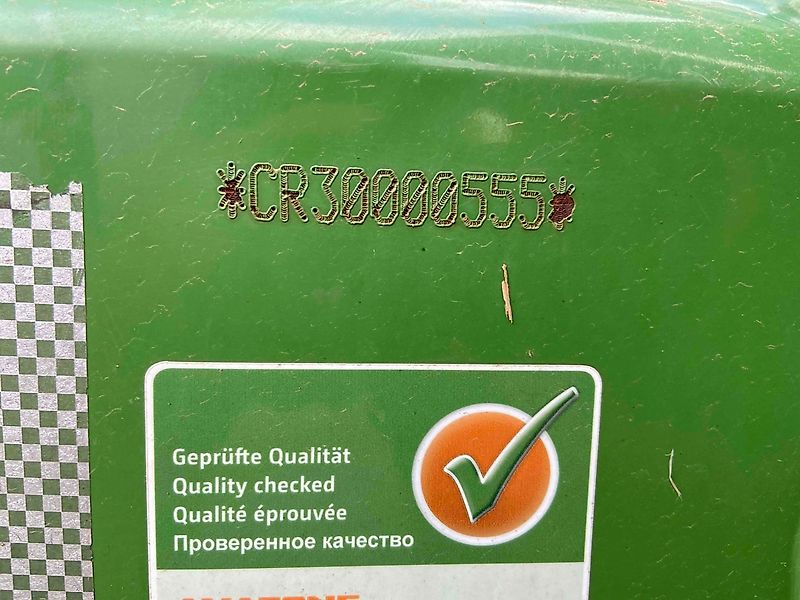 *CR30000555*
Geprüfte Qualität
Quality checked
Qualité éprouvée
Проверенное качество